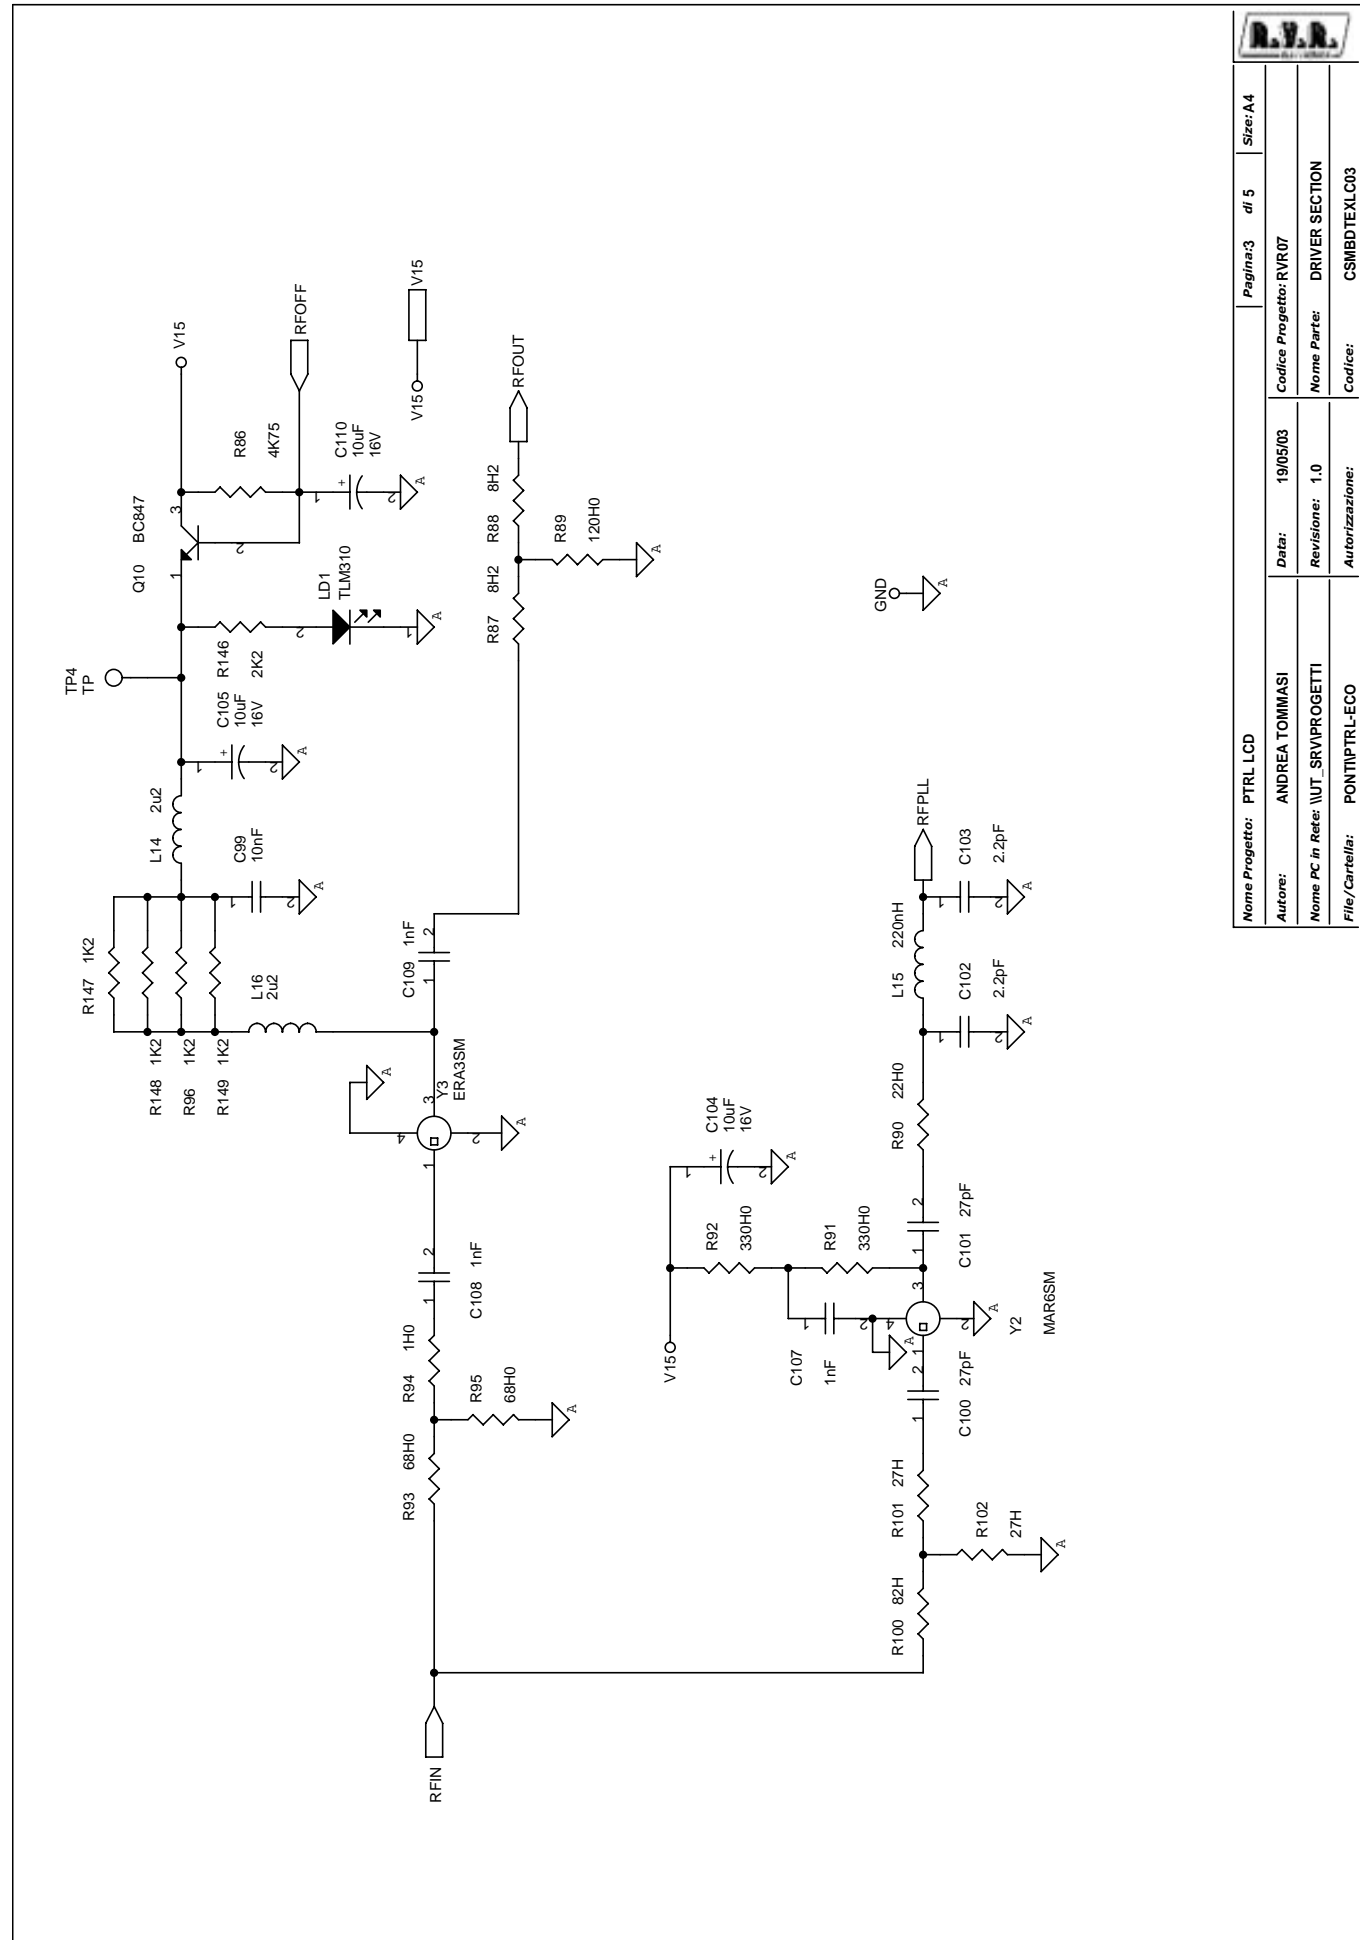 TP4
TP
Q10 BC847
V15
R86
4K75
RFOFF
C110
10uF
16V
V15
V15
R146
2K2
LD1
TLM310
C105
10uF
16V
L14 2u2
C99
10nF
R147 1K2
R148 1K2
R96 1K2
R149 1K2
L16
2u2
Y3
ERA3SM
C109 1nF
R87 8H2
R88 8H2
RFOUT
R89
120H0
RFIN
R93 68H0
R94 1H0
R95
68H0
C108 1nF
GND
V15
C104
10uF
16V
R92
330H0
R91
330H0
C107
1nF
R100 82H
R101 27H
R102
27H
C100 27pF
Y2
MAR6SM
C101 27pF
R90 22H0
L15 220nH
RFPLL
C102
2.2pF
C103
2.2pF
R.V.R.
Nome Progetto: PTRL LCD
Pagina:3 di 5
Size:A4
Autore: ANDREA TOMMASI
Data: 19/05/03
Codice Progetto: RVR07
Nome PC in Rete: \\UT_SRV\PROGETTI
Revisione: 1.0
Nome Parte: DRIVER SECTION
File/Cartella: PONTI\PTRL-ECO
Autorizzazione:
Codice: CSMBDTEXLC03